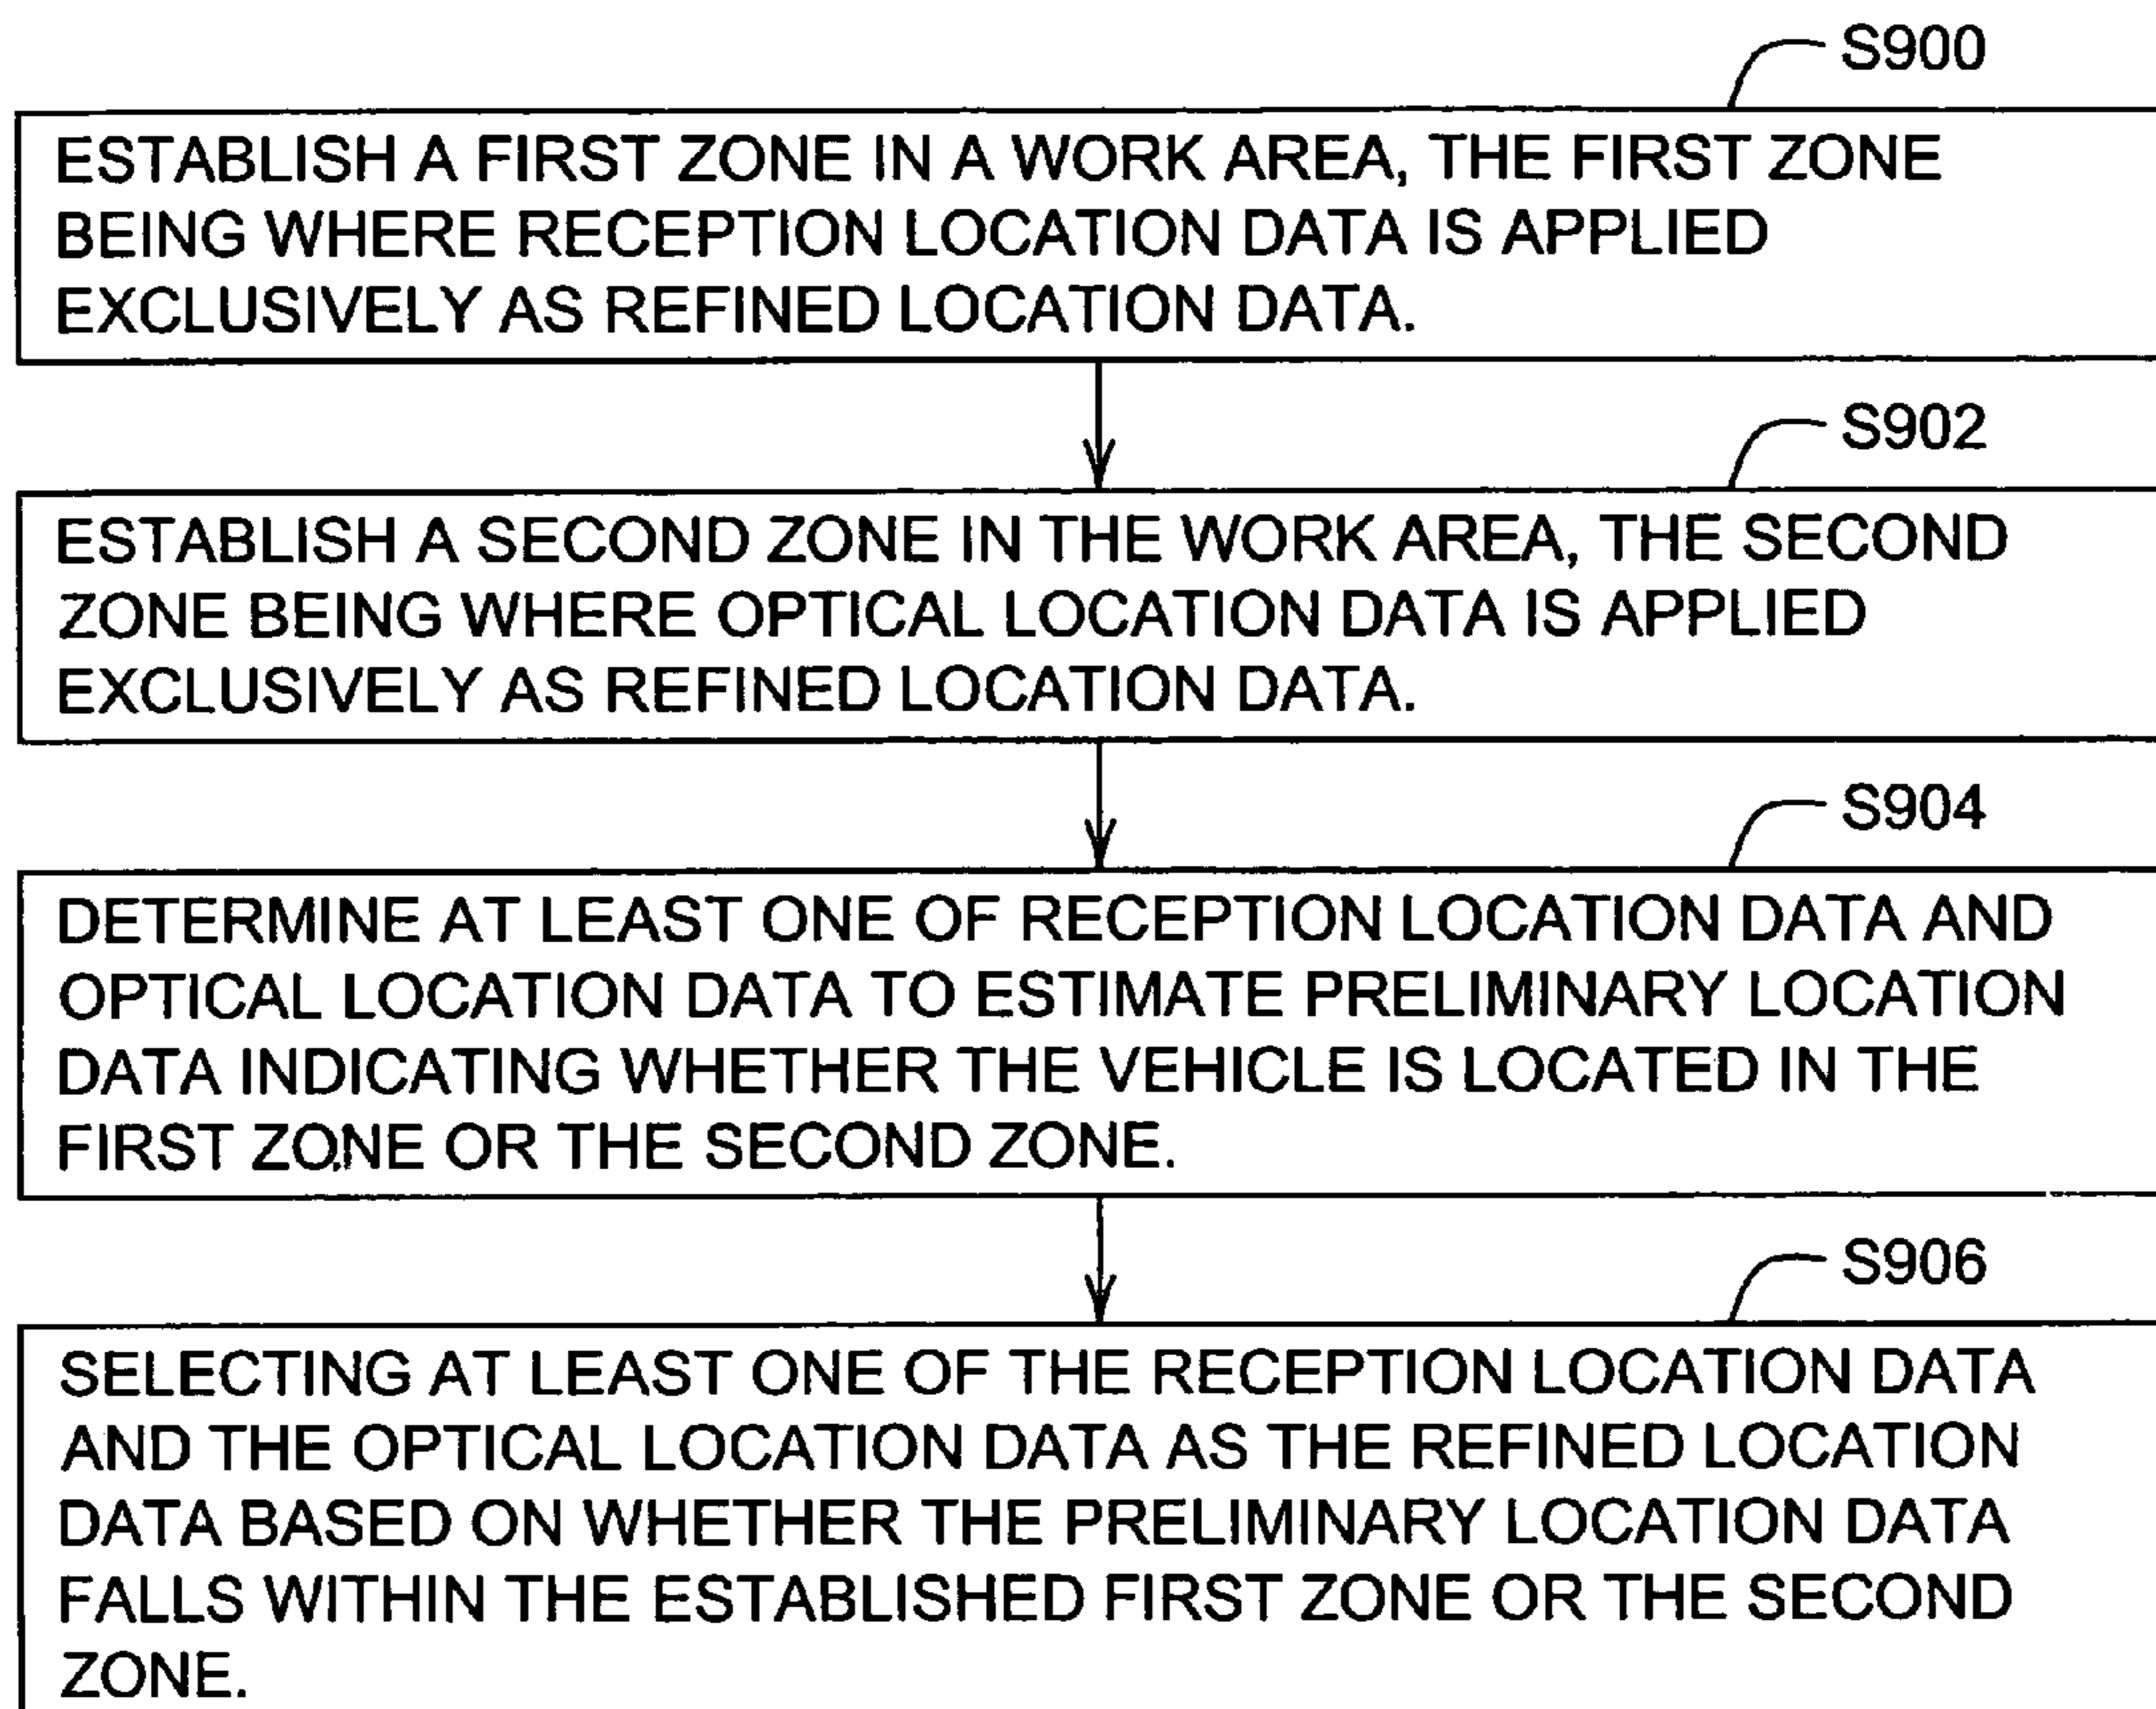 S900
ESTABLISH A FIRST ZONE IN A WORK AREA, THE FIRST ZONE
BEING WHERE RECEPTION LOCATION DATA IS APPLIED
EXCLUSIVELY AS REFINED LOCATION DATA.
S902
ESTABLISH A SECOND ZONE IN THE WORK AREA, THE SECOND
ZONE BEING WHERE OPTICAL LOCATION DATA IS APPLIED
EXCLUSIVELY AS REFINED LOCATION DATA.
S904
DETERMINE AT LEAST ONE OF RECEPTION LOCATION DATA AND
OPTICAL LOCATION DATA TO ESTIMATE PRELIMINARY LOCATION
DATA INDICATING WHETHER THE VEHICLE IS LOCATED IN THE
FIRST ZONE OR THE SECOND ZONE.
S906
SELECTING AT LEAST ONE OF THE RECEPTION LOCATION DATA
AND THE OPTICAL LOCATION DATA AS THE REFINED LOCATION
DATA BASED ON WHETHER THE PRELIMINARY LOCATION DATA
FALLS WITHIN THE ESTABLISHED FIRST ZONE OR THE SECOND
ZONE.